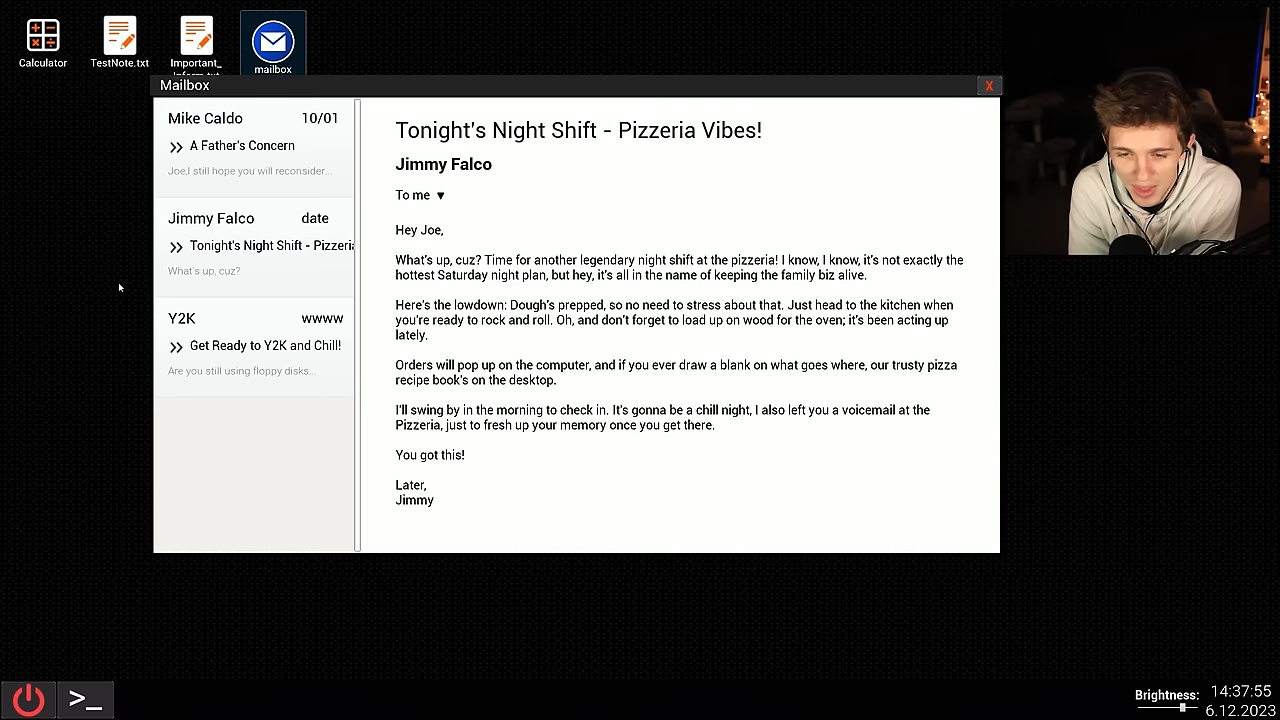 Calculator
TestNote.txt
Important_
Inform.txt
mailbox
Mailbox
X
Mike Caldo 10/01
>> A Father's Concern
Joe,I still hope you will reconsider...
Jimmy Falco date
>> Tonight's Night Shift - Pizzeria
What's up, cuz?
Y2K wwww
>> Get Ready to Y2K and Chill!
Are you still using floppy disks...
Tonight's Night Shift - Pizzeria Vibes!
Jimmy Falco
To me ▼
Hey Joe,
What's up, cuz? Time for another legendary night shift at the pizzeria! I know, I know, it's not exactly the
hottest Saturday night plan, but hey, it's all in the name of keeping the family biz alive.
Here's the lowdown: Dough's prepped, so no need to stress about that. Just head to the kitchen when
you're ready to rock and roll. Oh, and don't forget to load up on wood for the oven; it's been acting up
lately.
Orders will pop up on the computer, and if you ever draw a blank on what goes where, our trusty pizza
recipe book's on the desktop.
I'll swing by in the morning to check in. It's gonna be a chill night, I also left you a voicemail at the
Pizzeria, just to fresh up your memory once you get there.
You got this!
Later,
Jimmy
>_
Brightness: 14:37:55
6.12.2023